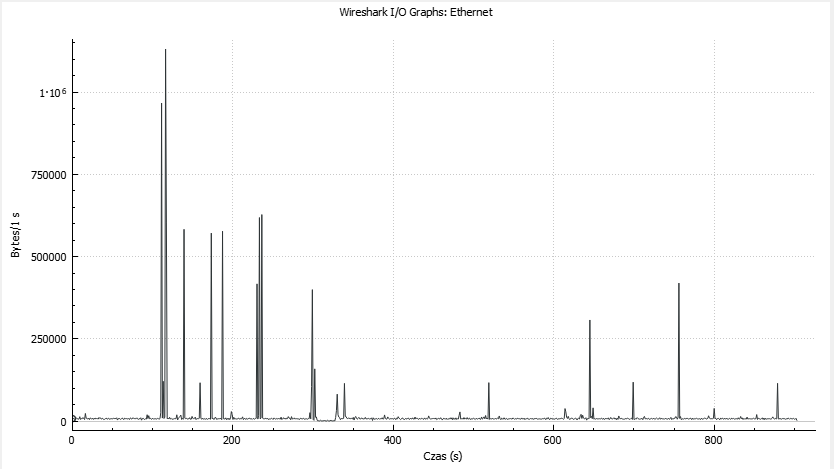 Wireshark I/O Graphs: Ethernet
1·10⁶
750000
500000
250000
0
Bytes/1 s
0 200 400 600 800
Czas (s)